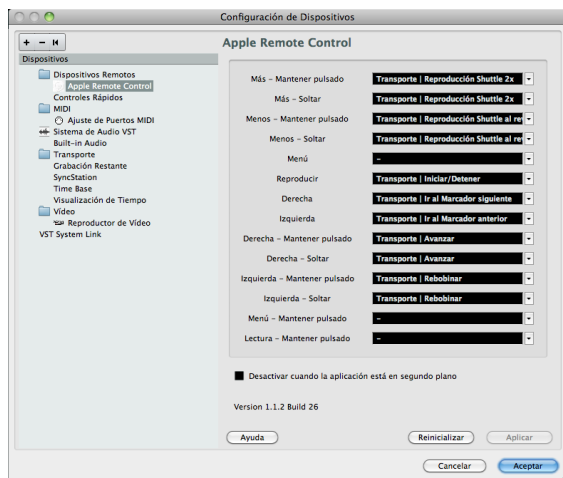 Configuración de Dispositivos
Dispositivos
Dispositivos Remotos
Apple Remote Control
Controles Rápidos
MIDI
Ajuste de Puertos MIDI
Sistema de Audio VST
Built-in Audio
Transporte
Grabación Restante
SyncStation
Time Base
Visualización de Tiempo
Vídeo
Reproductor de Vídeo
VST System Link
Apple Remote Control
Más - Mantener pulsado Transporte | Reproducción Shuttle 2x
Más - Soltar Transporte | Reproducción Shuttle 2x
Menos - Mantener pulsado Transporte | Reproducción Shuttle al re
Menos - Soltar Transporte | Reproducción Shuttle al re
Menú -
Reproducir Transporte | Iniciar/Detener
Derecha Transporte | Ir al Marcador siguiente
Izquierda Transporte | Ir al Marcador anterior
Derecha - Mantener pulsado Transporte | Avanzar
Derecha - Soltar Transporte | Avanzar
Izquierda - Mantener pulsado Transporte | Rebobinar
Izquierda - Soltar Transporte | Rebobinar
Menú - Mantener pulsado -
Lectura - Mantener pulsado -
Desactivar cuando la aplicación está en segundo plano
Version 1.1.2 Build 26
Ayuda Reinicializar Aplicar
Cancelar Aceptar